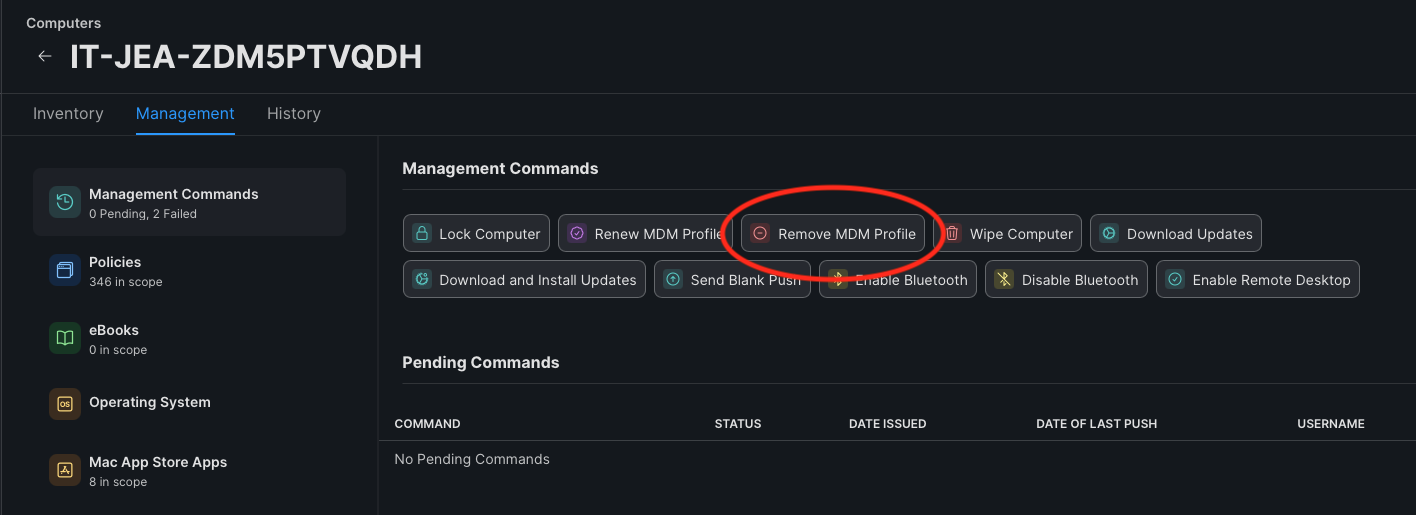 Computers
← IT-JEA-ZDM5PTVQDH
Inventory Management History
Management Commands
0 Pending, 2 Failed
Policies
346 in scope
eBooks
0 in scope
OS Operating System
Mac App Store Apps
8 in scope
Management Commands
Lock Computer Renew MDM Profile Remove MDM Profile Wipe Computer Download Updates
Download and Install Updates Send Blank Push Enable Bluetooth Disable Bluetooth Enable Remote Desktop
Pending Commands
COMMAND STATUS DATE ISSUED DATE OF LAST PUSH USERNAME
No Pending Commands